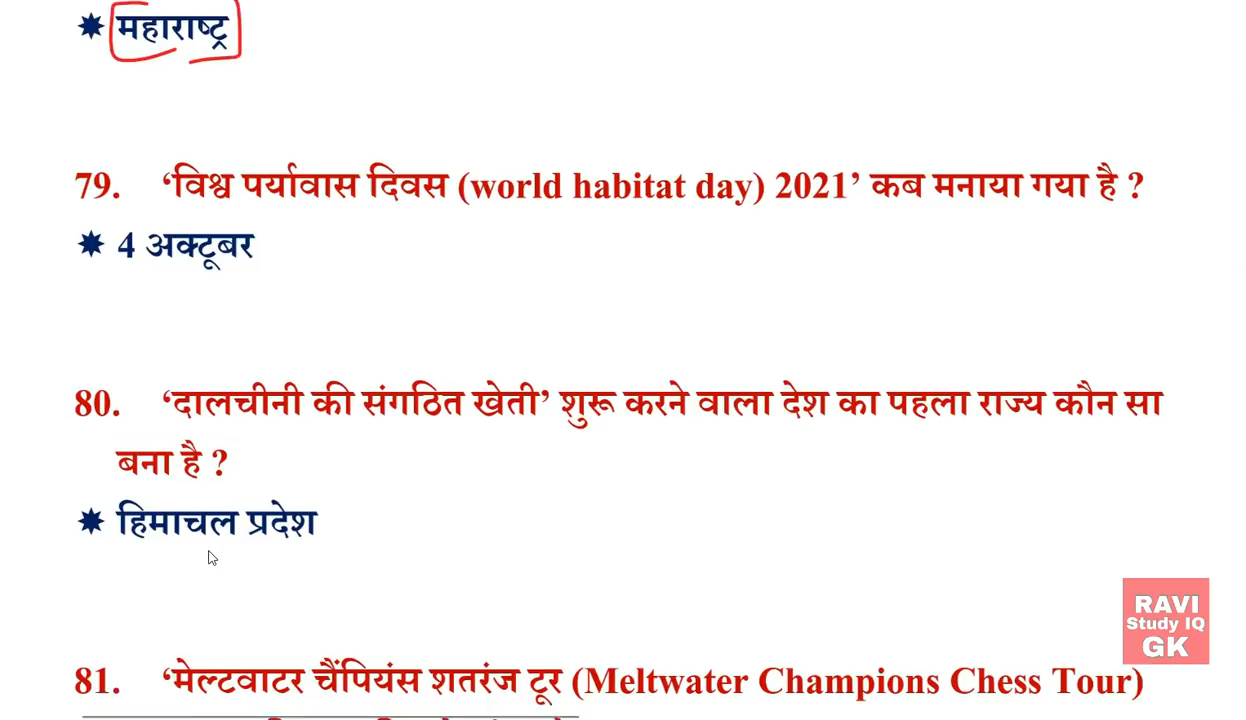 ✷ महाराष्ट्र
79. ‘विश्व पर्यावास दिवस (world habitat day) 2021’ कब मनाया गया है ?
✷ 4 अक्टूबर
80. ‘दालचीनी की संगठित खेती’ शुरू करने वाला देश का पहला राज्य कौन सा
बना है ?
✷ हिमाचल प्रदेश
RAVI
Study IQ
GK
81. ‘मेल्टवाटर चैंपियंस शतरंज टूर (Meltwater Champions Chess Tour)